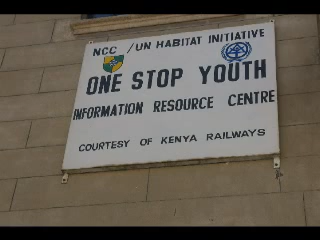 NCC / UN HABITAT INITIATIVE
ONE STOP YOUTH
INFORMATION RESOURCE CENTRE
COURTESY OF KENYA RAILWAYS